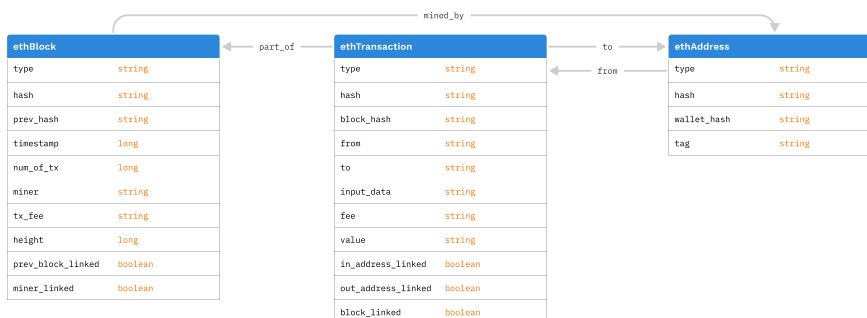 mined_by
ethBlock part_of ethTransaction to ethAddress
type string type string from type string
hash string hash string hash string
prev_hash string block_hash string wallet_hash string
timestamp long from string tag string
num_of_tx long to string
miner string input_data string
tx_fee string fee string
height long value string
prev_block_linked boolean in_address_linked boolean
miner_linked boolean out_address_linked boolean
block_linked boolean